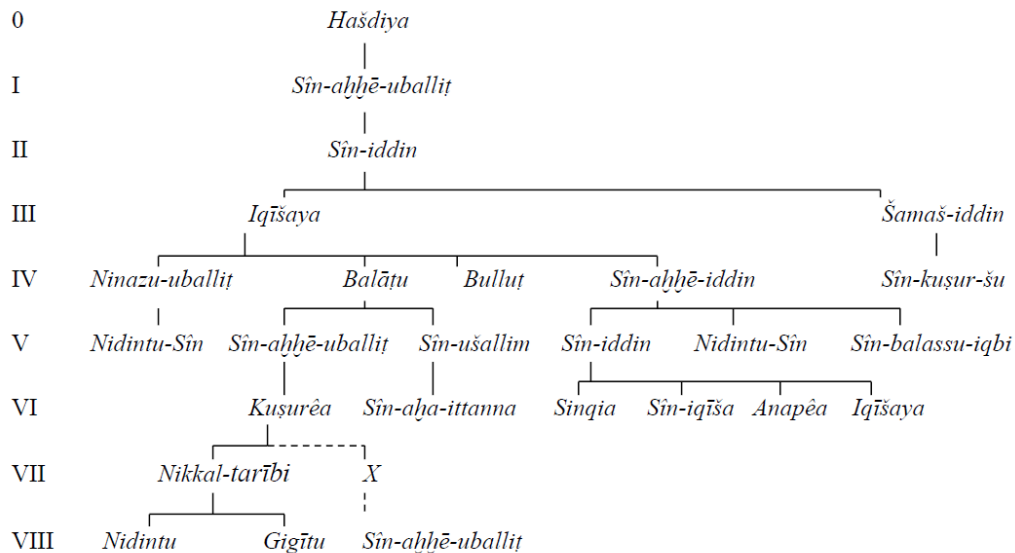 0 Hašdiya
I Sîn-aḫḫē-uballiṭ
II Sîn-iddin
III Iqīšaya Šamaš-iddin
IV Ninazu-uballiṭ Balāṭu Bulluṭ Sîn-aḫḫē-iddin Sîn-kuṣur-šu
V Nidintu-Sîn Sîn-aḫḫē-uballiṭ Sîn-ušallim Sîn-iddin Nidintu-Sîn Sîn-balassu-iqbi
VI Kuṣurêa Sîn-aḫa-ittanna Sinqia Sîn-iqīša Anapêa Iqīšaya
VII Nikkal-tarībi X
VIII Nidintu Gigītu Sîn-aḫḫē-uballiṭ